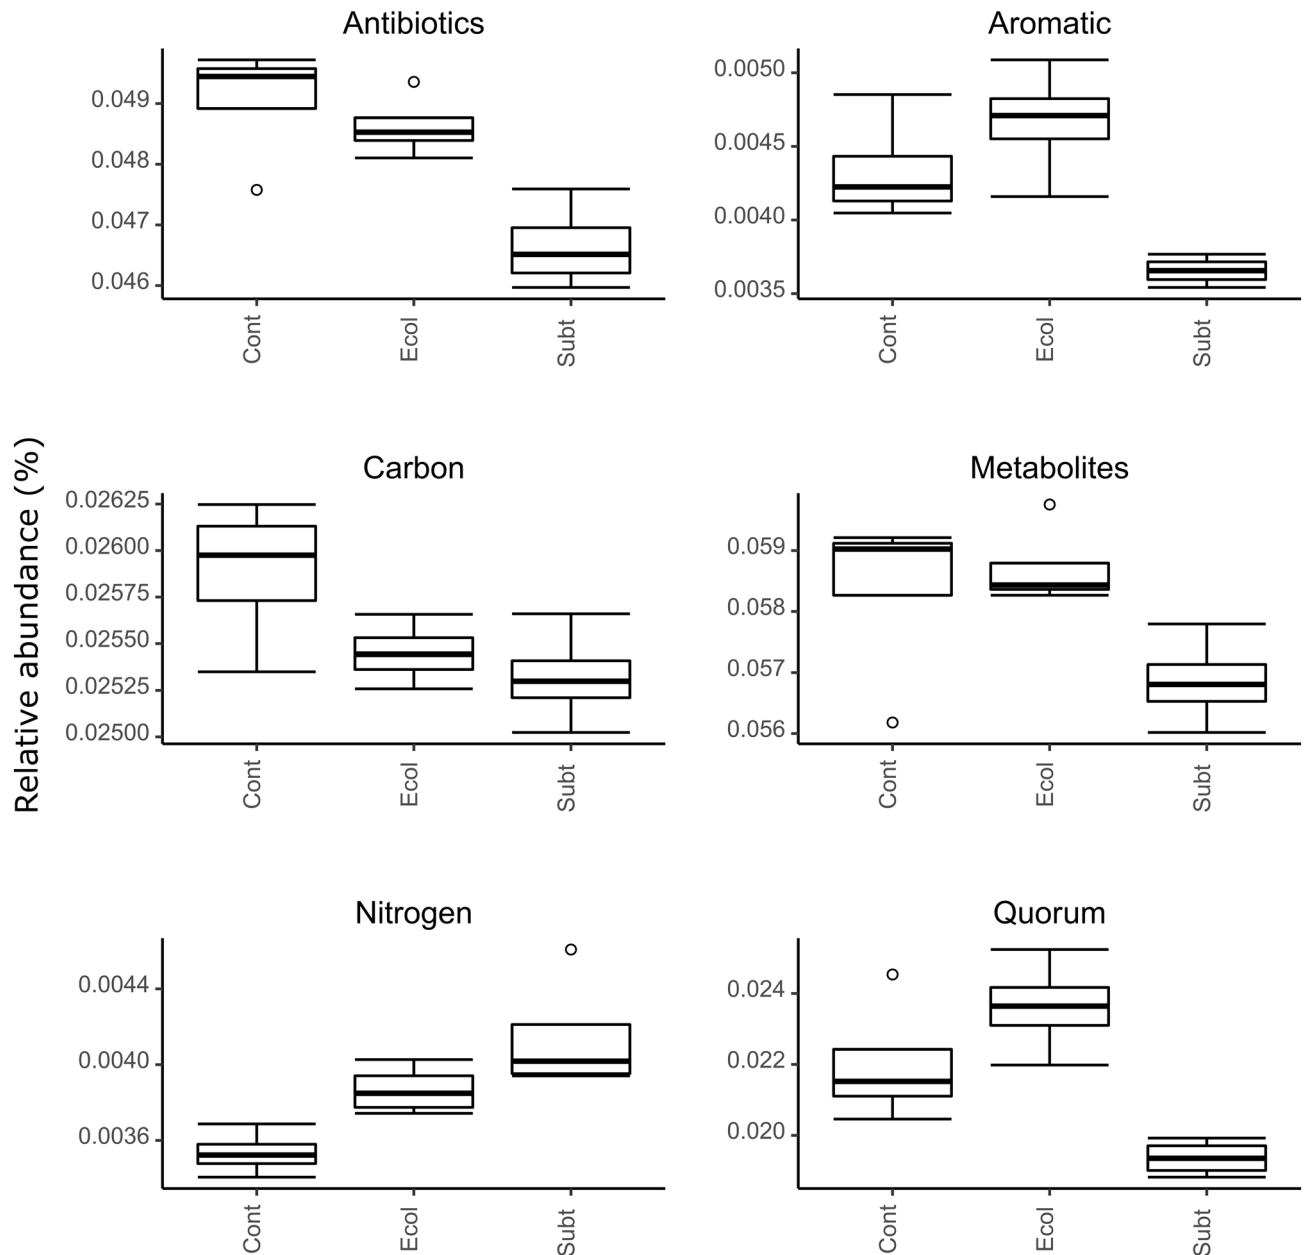 Relative abundance (%)
Antibiotics
0.049
0.048
0.047
0.046
Cont
Ecol
Subt
Aromatic
0.0050
0.0045
0.0040
0.0035
Cont
Ecol
Subt
Carbon
0.02625
0.02600
0.02575
0.02550
0.02525
0.02500
Cont
Ecol
Subt
Metabolites
0.059
0.058
0.057
0.056
Cont
Ecol
Subt
Nitrogen
0.0044
0.0040
0.0036
Cont
Ecol
Subt
Quorum
0.024
0.022
0.020
Cont
Ecol
Subt